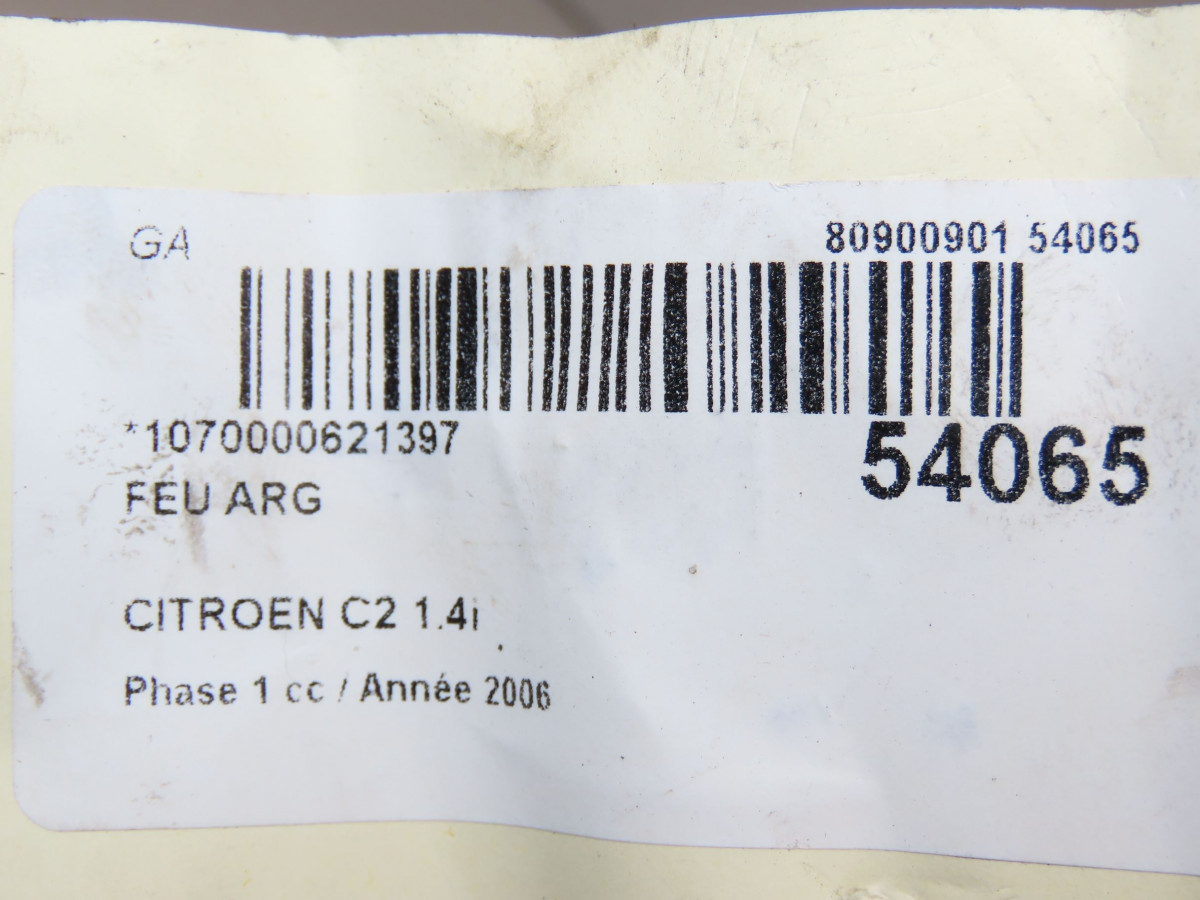 GA
80900901 54065
*1070000621397
54065
FEU ARG
CITROEN C2 1.4i
Phase 1 cc / Année 2006